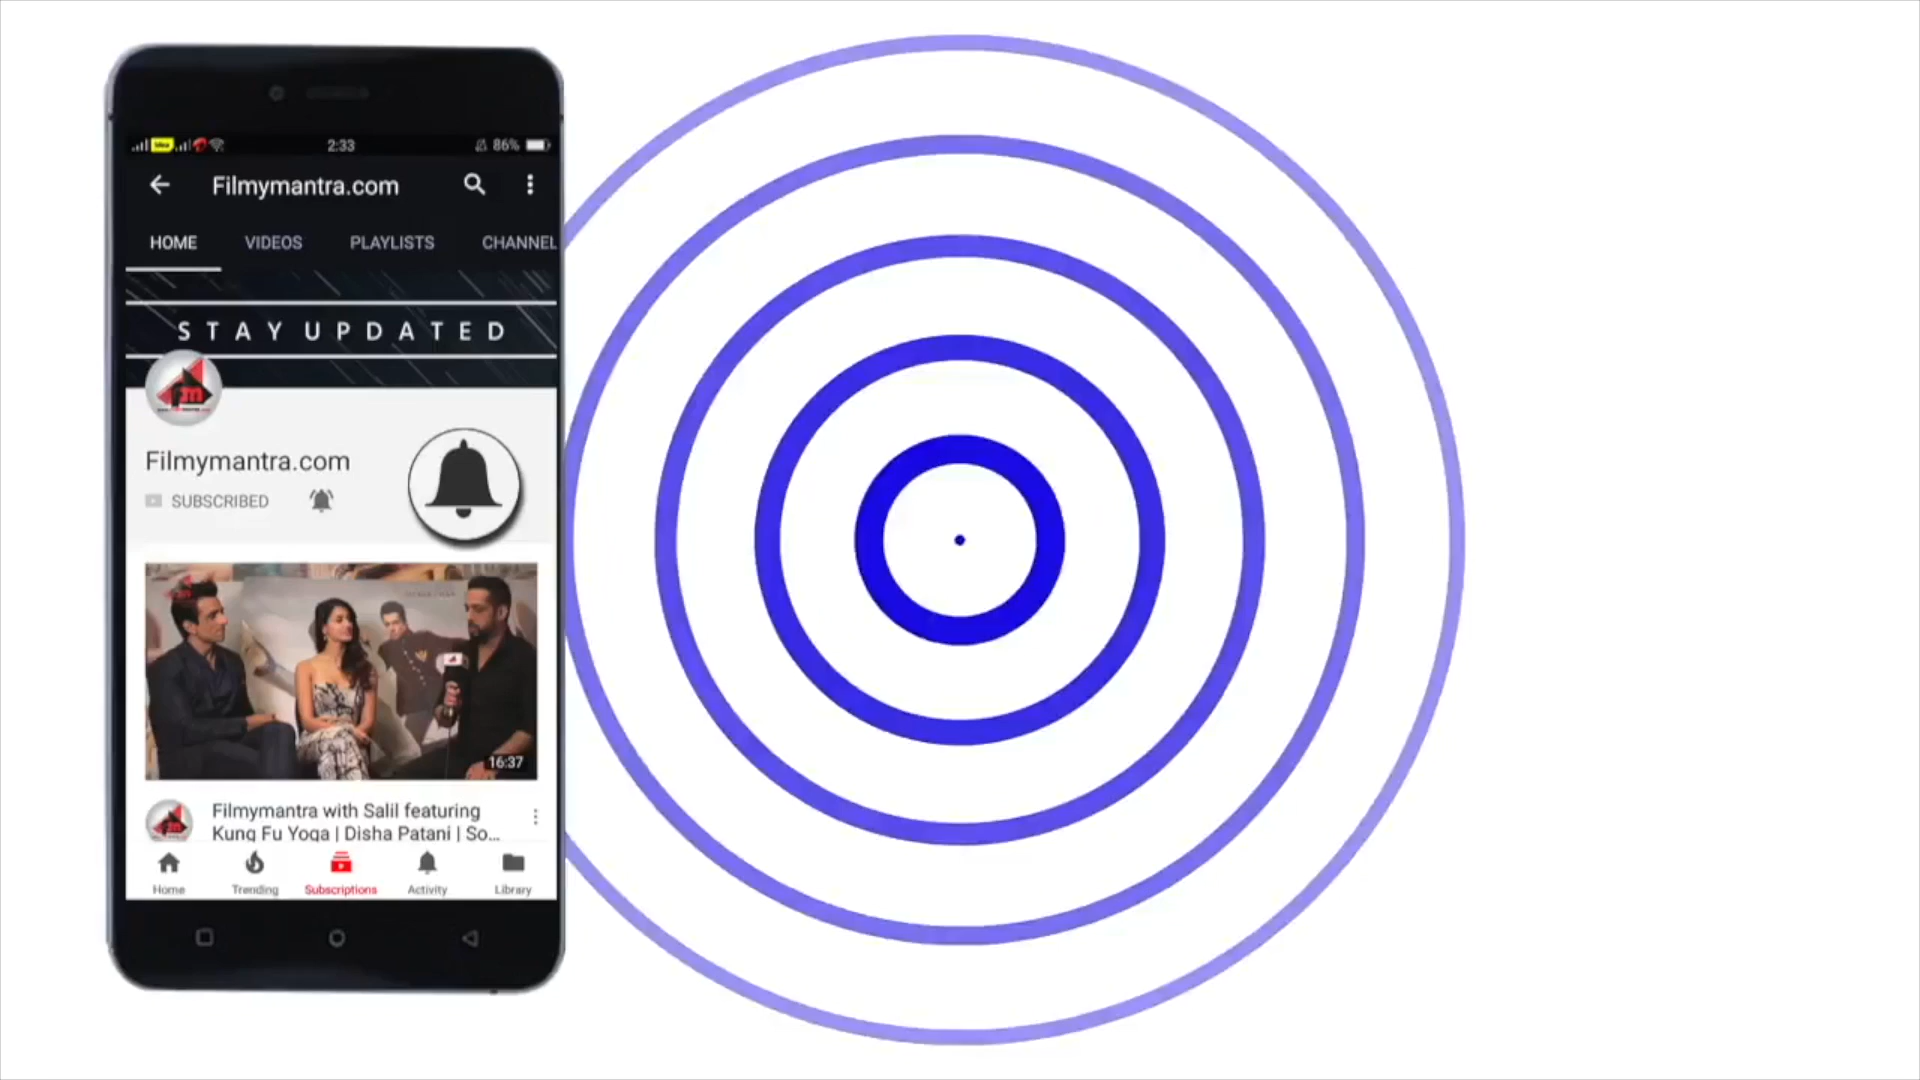 2:33
86%
Filmymantra.com
HOME VIDEOS PLAYLISTS CHANNEL
STAY UPDATED
Filmymantra.com
SUBSCRIBED
16:37
Filmymantra with Salil featuring
Kung Fu Yoga | Disha Patani | So...
Home Trending Subscriptions Activity Library